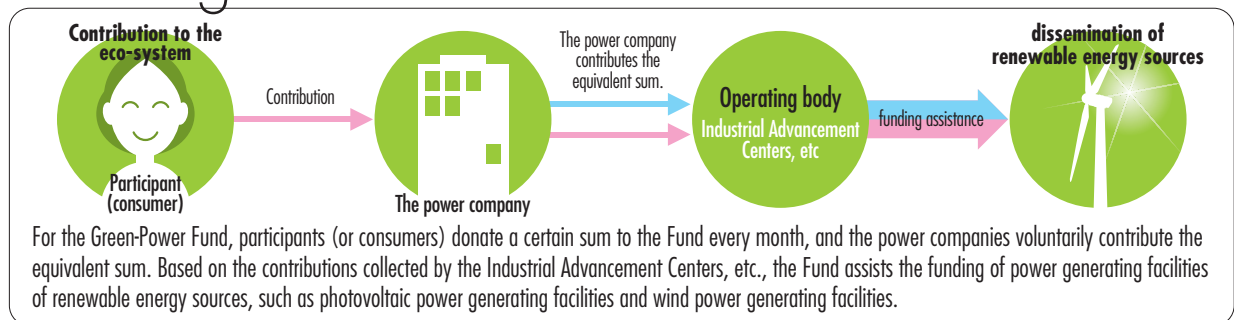 Contribution to the
eco-system
Contribution
Participant
(consumer)
The power company
The power company
contributes the
equivalent sum.
Operating body
Industrial Advancement
Centers, etc
funding assistance
dissemination of
renewable energy sources
For the Green-Power Fund, participants (or consumers) donate a certain sum to the Fund every month, and the power companies voluntarily contribute the
equivalent sum. Based on the contributions collected by the Industrial Advancement Centers, etc., the Fund assists the funding of power generating facilities
of renewable energy sources, such as photovoltaic power generating facilities and wind power generating facilities.